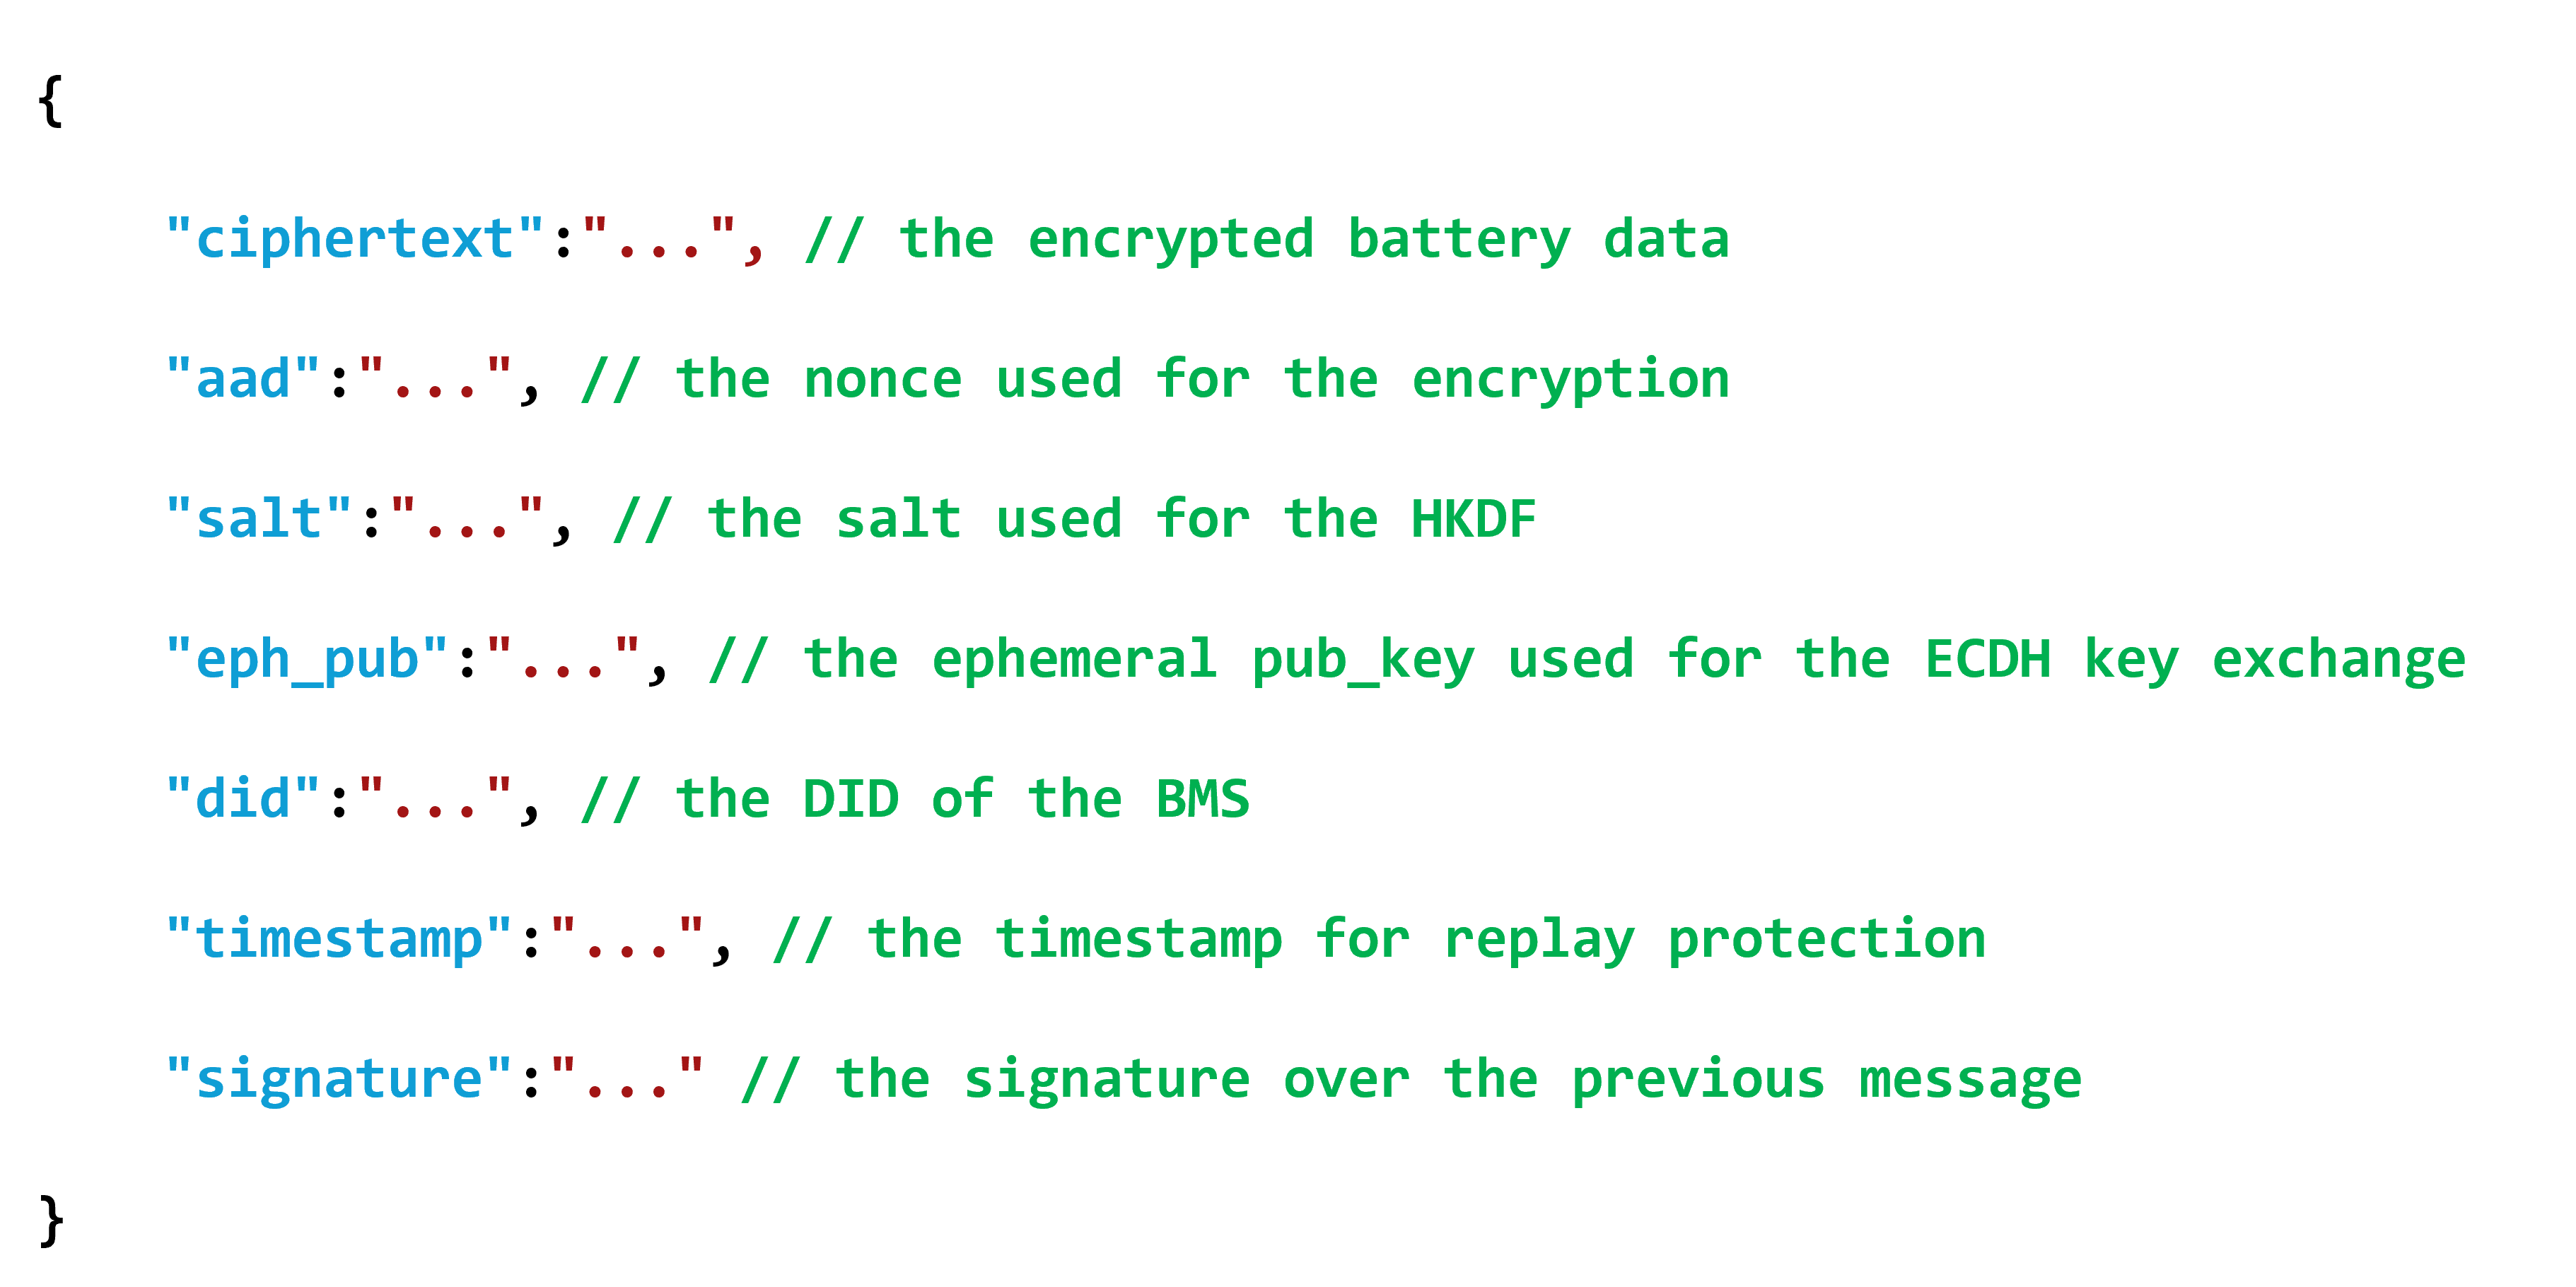 {
"ciphertext":"...", // the encrypted battery data
"aad":"...", // the nonce used for the encryption
"salt":"...", // the salt used for the HKDF
"eph_pub":"...", // the ephemeral pub_key used for the ECDH key exchange
"did":"...", // the DID of the BMS
"timestamp":"...", // the timestamp for replay protection
"signature":"..." // the signature over the previous message
}